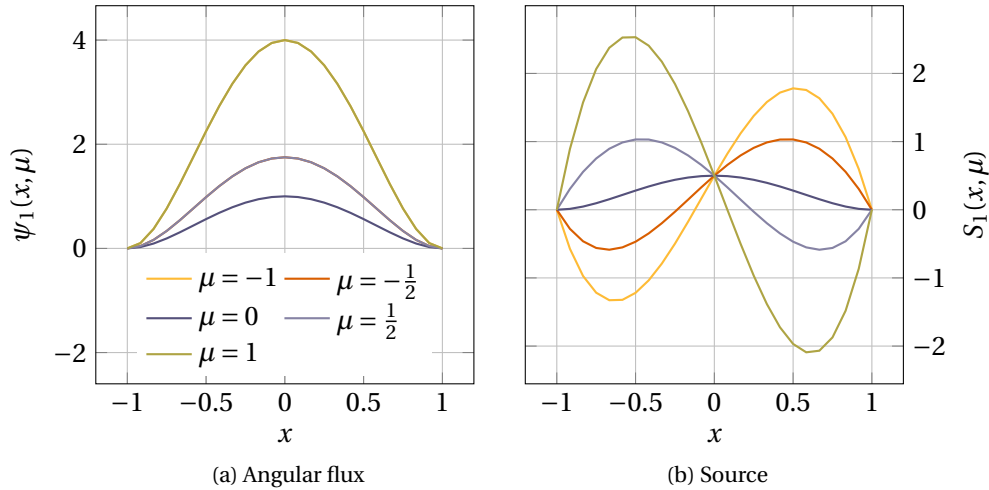 4
2
0
−2
ψ₁(x, μ)
μ = −1
μ = −1/2
μ = 0
μ = 1/2
μ = 1
−1 −0.5 0 0.5 1
x
(a) Angular flux
2
1
0
−1
−2
S₁(x, μ)
−1 −0.5 0 0.5 1
x
(b) Source